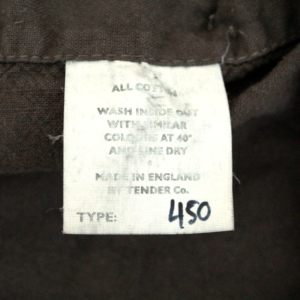 ALL COTTON
WASH INSIDE OUT
WITH SIMILAR
COLOURS AT 40°
AND LINE DRY
MADE IN ENGLAND
BY TENDER Co.
TYPE: 450